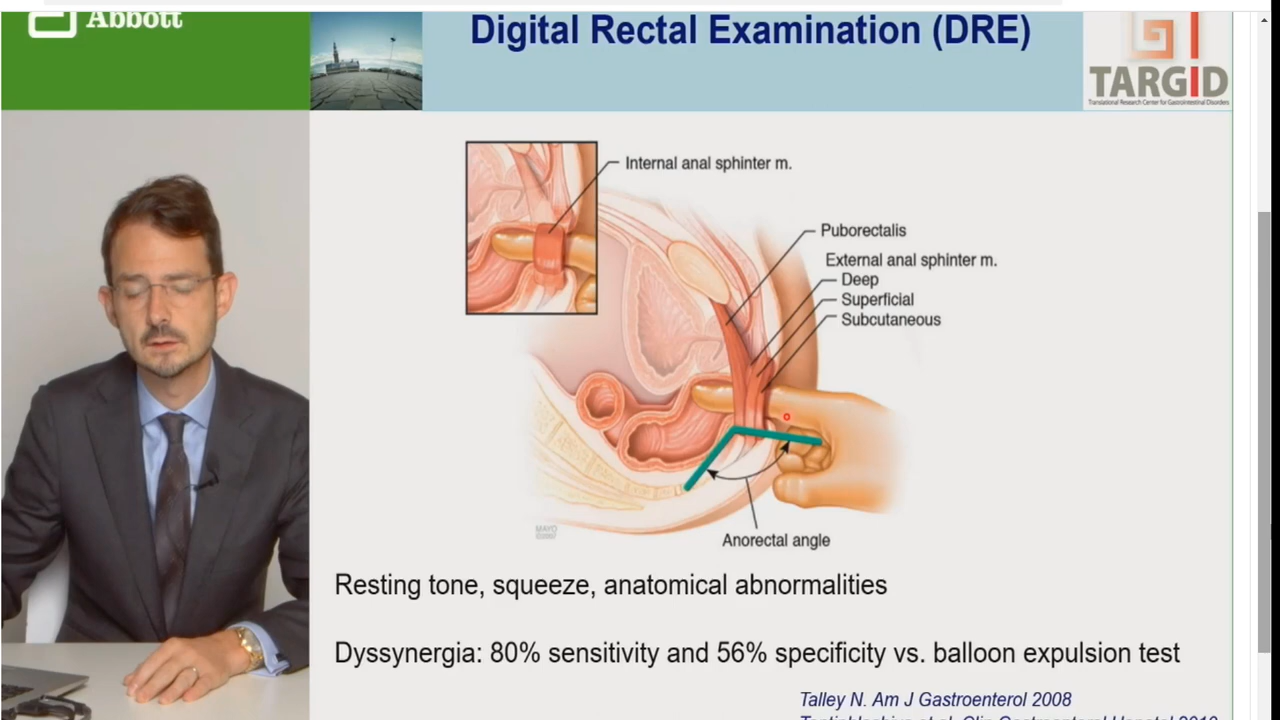 Abbott
Digital Rectal Examination (DRE)
TARGID
Translational Research Center for Gastrointestinal Disorders
Internal anal sphinter m.
Puborectalis
External anal sphinter m.
Deep
Superficial
Subcutaneous
MAYO
Anorectal angle
Resting tone, squeeze, anatomical abnormalities
Dyssynergia: 80% sensitivity and 56% specificity vs. balloon expulsion test
Talley N. Am J Gastroenterol 2008